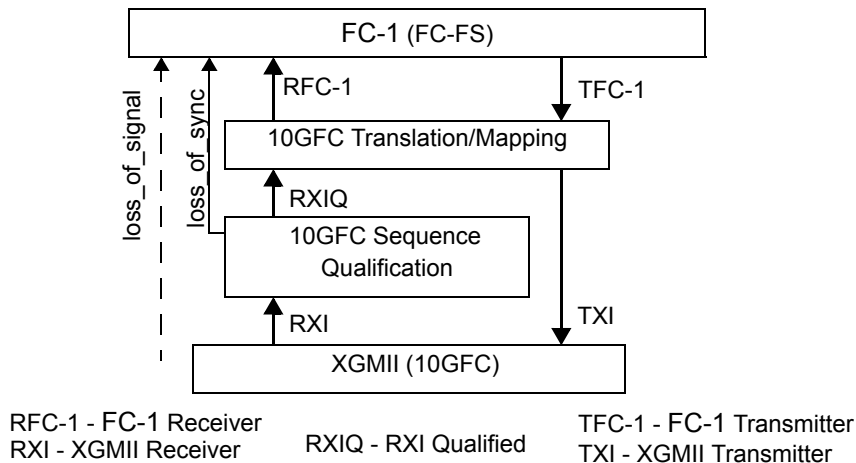 FC-1 (FC-FS)
loss_of_signal
loss_of_sync
RFC-1
TFC-1
10GFC Translation/Mapping
RXIQ
10GFC Sequence
Qualification
RXI
TXI
XGMII (10GFC)
RFC-1 - FC-1 Receiver
RXI - XGMII Receiver
RXIQ - RXI Qualified
TFC-1 - FC-1 Transmitter
TXI - XGMII Transmitter